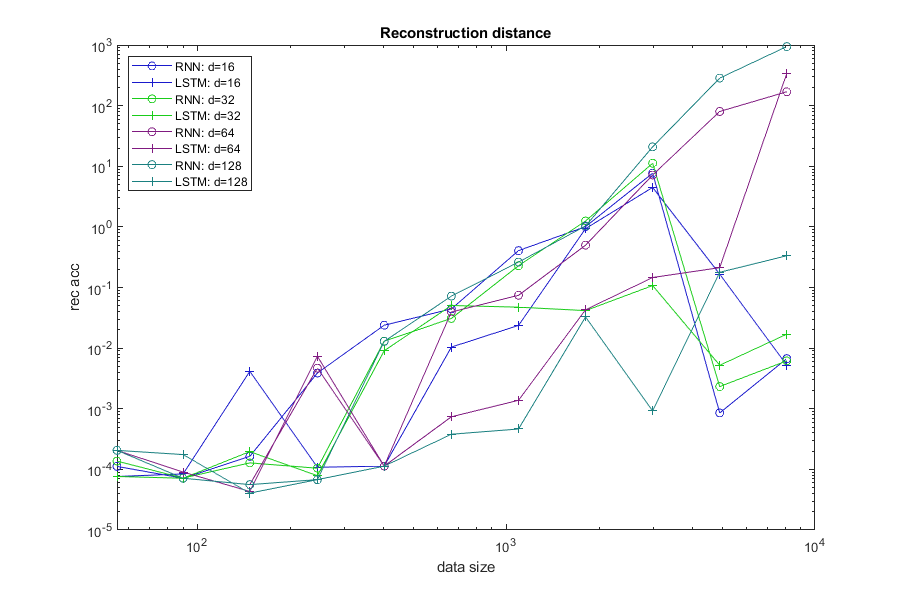 Reconstruction distance
10^3
10^2
10^1
10^0
10^-1
10^-2
10^-3
10^-4
10^-5
rec acc
RNN: d=16
LSTM: d=16
RNN: d=32
LSTM: d=32
RNN: d=64
LSTM: d=64
RNN: d=128
LSTM: d=128
10^2
10^3
10^4
data size